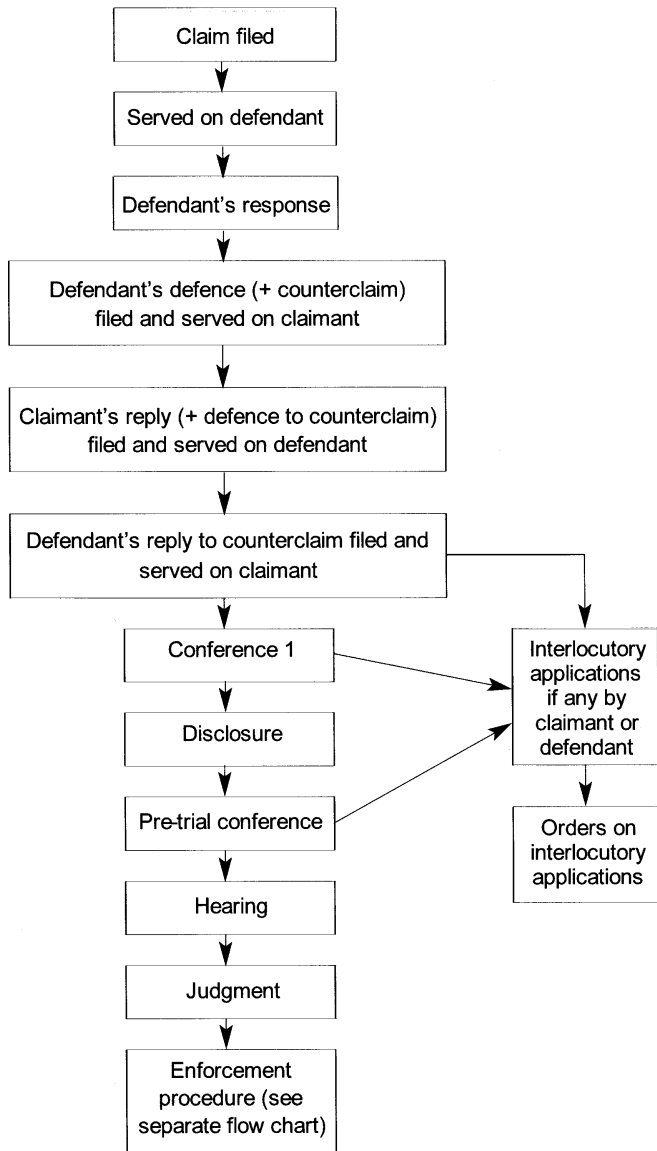 Claim filed
Served on defendant
Defendant's response
Defendant's defence (+ counterclaim)
filed and served on claimant
Claimant's reply (+ defence to counterclaim)
filed and served on defendant
Defendant's reply to counterclaim filed and
served on claimant
Conference 1
Disclosure
Pre-trial conference
Hearing
Judgment
Enforcement
procedure (see
separate flow chart)
Interlocutory
applications
if any by
claimant or
defendant
Orders on
interlocutory
applications